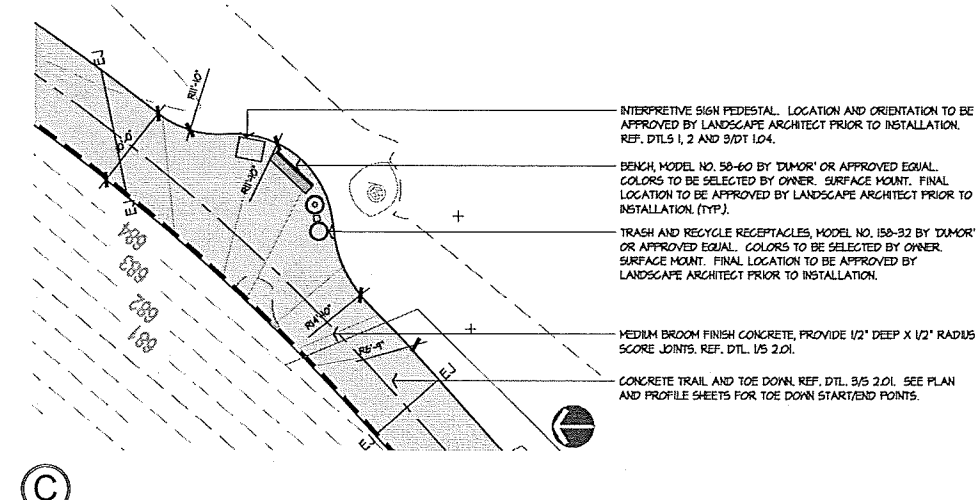 INTERPRETIVE SIGN PEDESTAL. LOCATION AND ORIENTATION TO BE
APPROVED BY LANDSCAPE ARCHITECT PRIOR TO INSTALLATION.
REF. DTLS 1, 2 AND 3/DT 1.04.
BENCH, MODEL NO. 58-60 BY 'DUMOR' OR APPROVED EQUAL.
COLORS TO BE SELECTED BY OWNER. SURFACE MOUNT. FINAL
LOCATION TO BE APPROVED BY LANDSCAPE ARCHITECT PRIOR TO
INSTALLATION. (TYP.).
TRASH AND RECYCLE RECEPTACLES, MODEL NO. 158-32 BY 'DUMOR'
OR APPROVED EQUAL. COLORS TO BE SELECTED BY OWNER.
SURFACE MOUNT. FINAL LOCATION TO BE APPROVED BY
LANDSCAPE ARCHITECT PRIOR TO INSTALLATION.
MEDIUM BROOM FINISH CONCRETE, PROVIDE 1/2" DEEP X 1/2" RADIUS
SCORE JOINTS. REF. DTL. 1/S 2.01.
CONCRETE TRAIL AND TOE DOWN. REF. DTL. 3/S 2.01. SEE PLAN
AND PROFILE SHEETS FOR TOE DOWN START/END POINTS.
EJ
R11'-10"
R11'-10"
EJ
684
683
682
681
R14'-10"
EJ
EJ
C